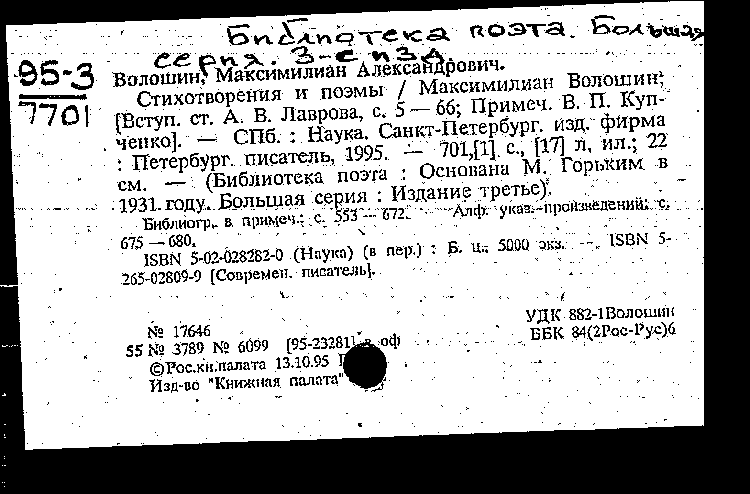 Библиотека поэта. Большая
серия. 3-е изд
95-3
7701
Волошин, Максимилиан Александрович.
Стихотворения и поэмы / Максимилиан Волошин;
[Вступ. ст. А. В. Лаврова, с. 5 — 66; Примеч. В. П. Куп-
ченко]. — СПб. : Наука. Санкт-Петербург. изд. фирма
: Петербург. писатель, 1995. — 701,[1] с., [17] л. ил.; 22
см. — (Библиотека поэта : Основана М. Горьким в
1931 году. Большая серия : Издание третье).
Библиогр. в примеч.: с. 553 — 672. Алф. указ. произведений: с.
675 — 680.
ISBN 5-02-028282-0 (Наука) (в пер.) : Б. ц. 5000 экз. — ISBN 5-
265-02809-9 [Современ. писатель].
УДК 882-1Волошин
№ 17646
ББК 84(2Рос-Рус)6
55 № 3789 № 6099 [95-23281] в оф
©Рос.кн.палата 13.10.95
Изд-во "Книжная палата"